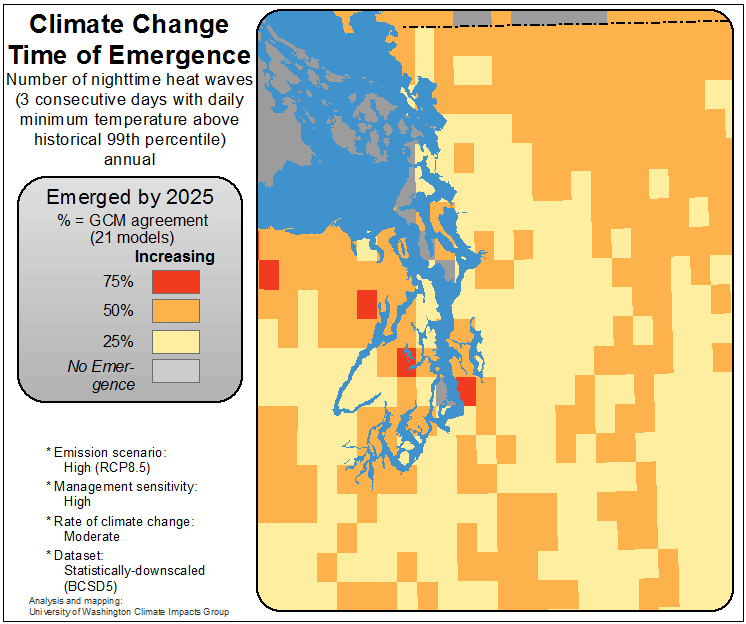 Climate Change
Time of Emergence
Number of nighttime heat waves
(3 consecutive days with daily
minimum temperature above
historical 99th percentile)
annual
Emerged by 2025
% = GCM agreement
(21 models)
Increasing
75%
50%
25%
No Emer-
gence
* Emission scenario:
High (RCP8.5)
* Management sensitivity:
High
* Rate of climate change:
Moderate
* Dataset:
Statistically-downscaled
(BCSD5)
Analysis and mapping:
University of Washington Climate Impacts Group